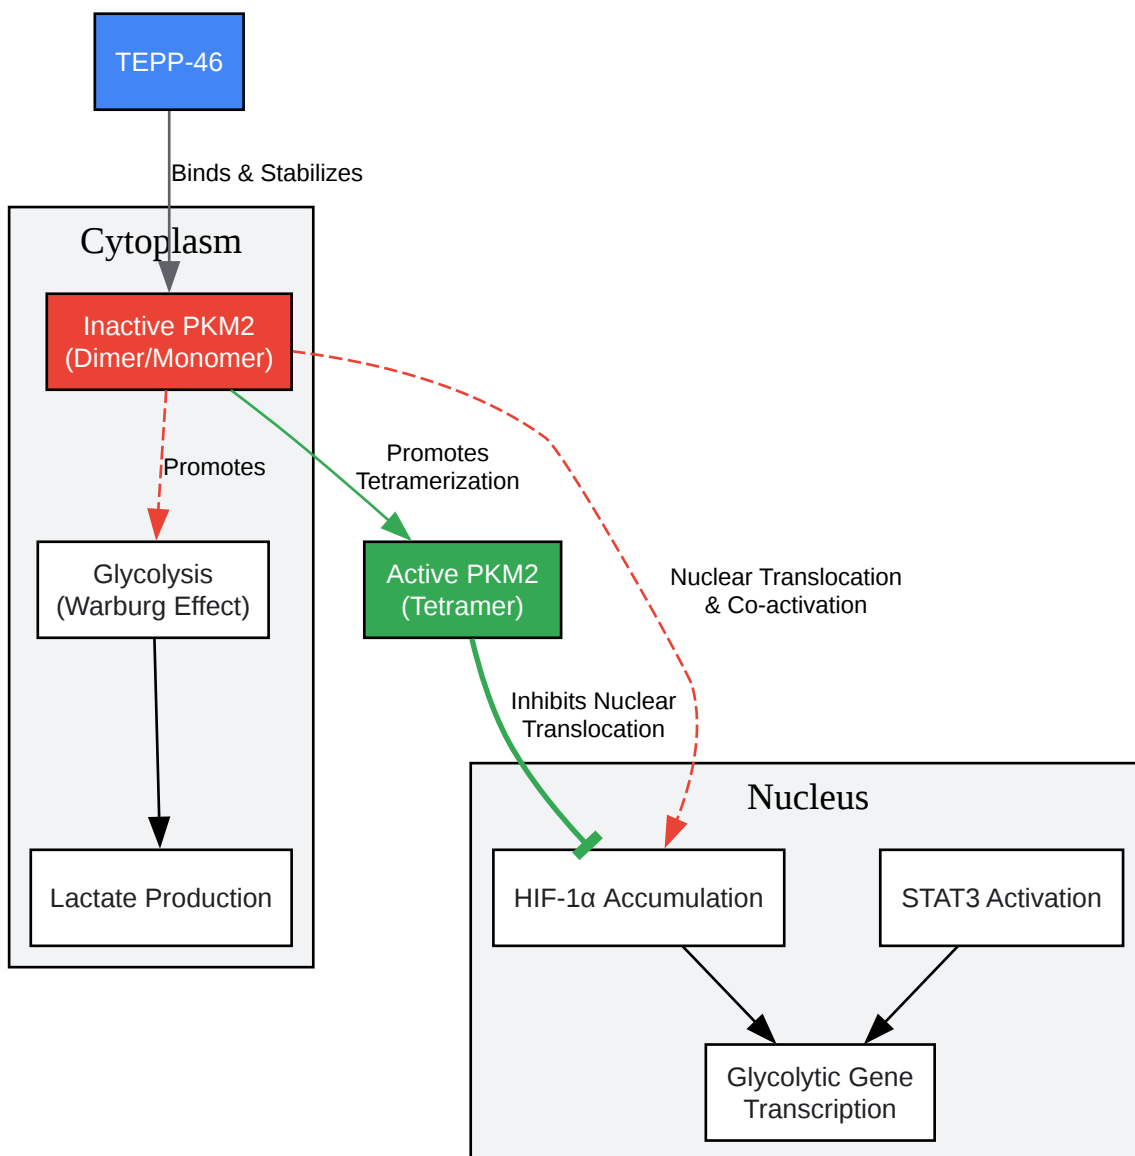 TEPP-46
Binds & Stabilizes
Cytoplasm
Inactive PKM2
(Dimer/Monomer)
Promotes
Promotes
Tetramerization
Glycolysis
(Warburg Effect)
Active PKM2
(Tetramer)
Nuclear Translocation
& Co-activation
Inhibits Nuclear
Translocation
Nucleus
Lactate Production
HIF-1α Accumulation
STAT3 Activation
Glycolytic Gene
Transcription